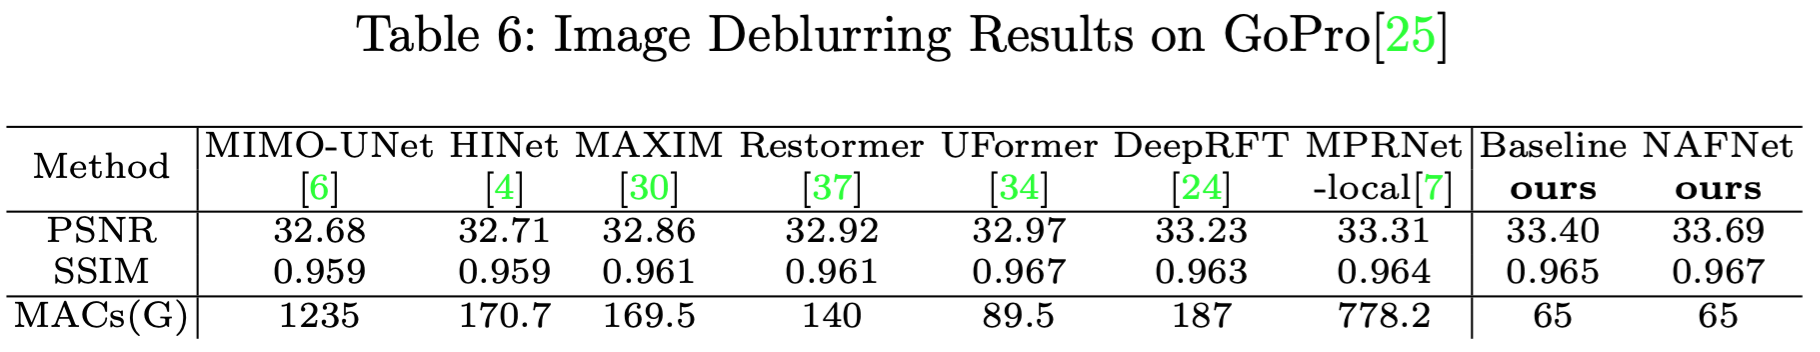 Table 6: Image Deblurring Results on GoPro[25]
Method MIMO-UNet HINet MAXIM Restormer UFormer DeepRFT MPRNet Baseline NAFNet
[6] [4] [30] [37] [34] [24] -local[7] ours ours
PSNR 32.68 32.71 32.86 32.92 32.97 33.23 33.31 33.40 33.69
SSIM 0.959 0.959 0.961 0.961 0.967 0.963 0.964 0.965 0.967
MACs(G) 1235 170.7 169.5 140 89.5 187 778.2 65 65